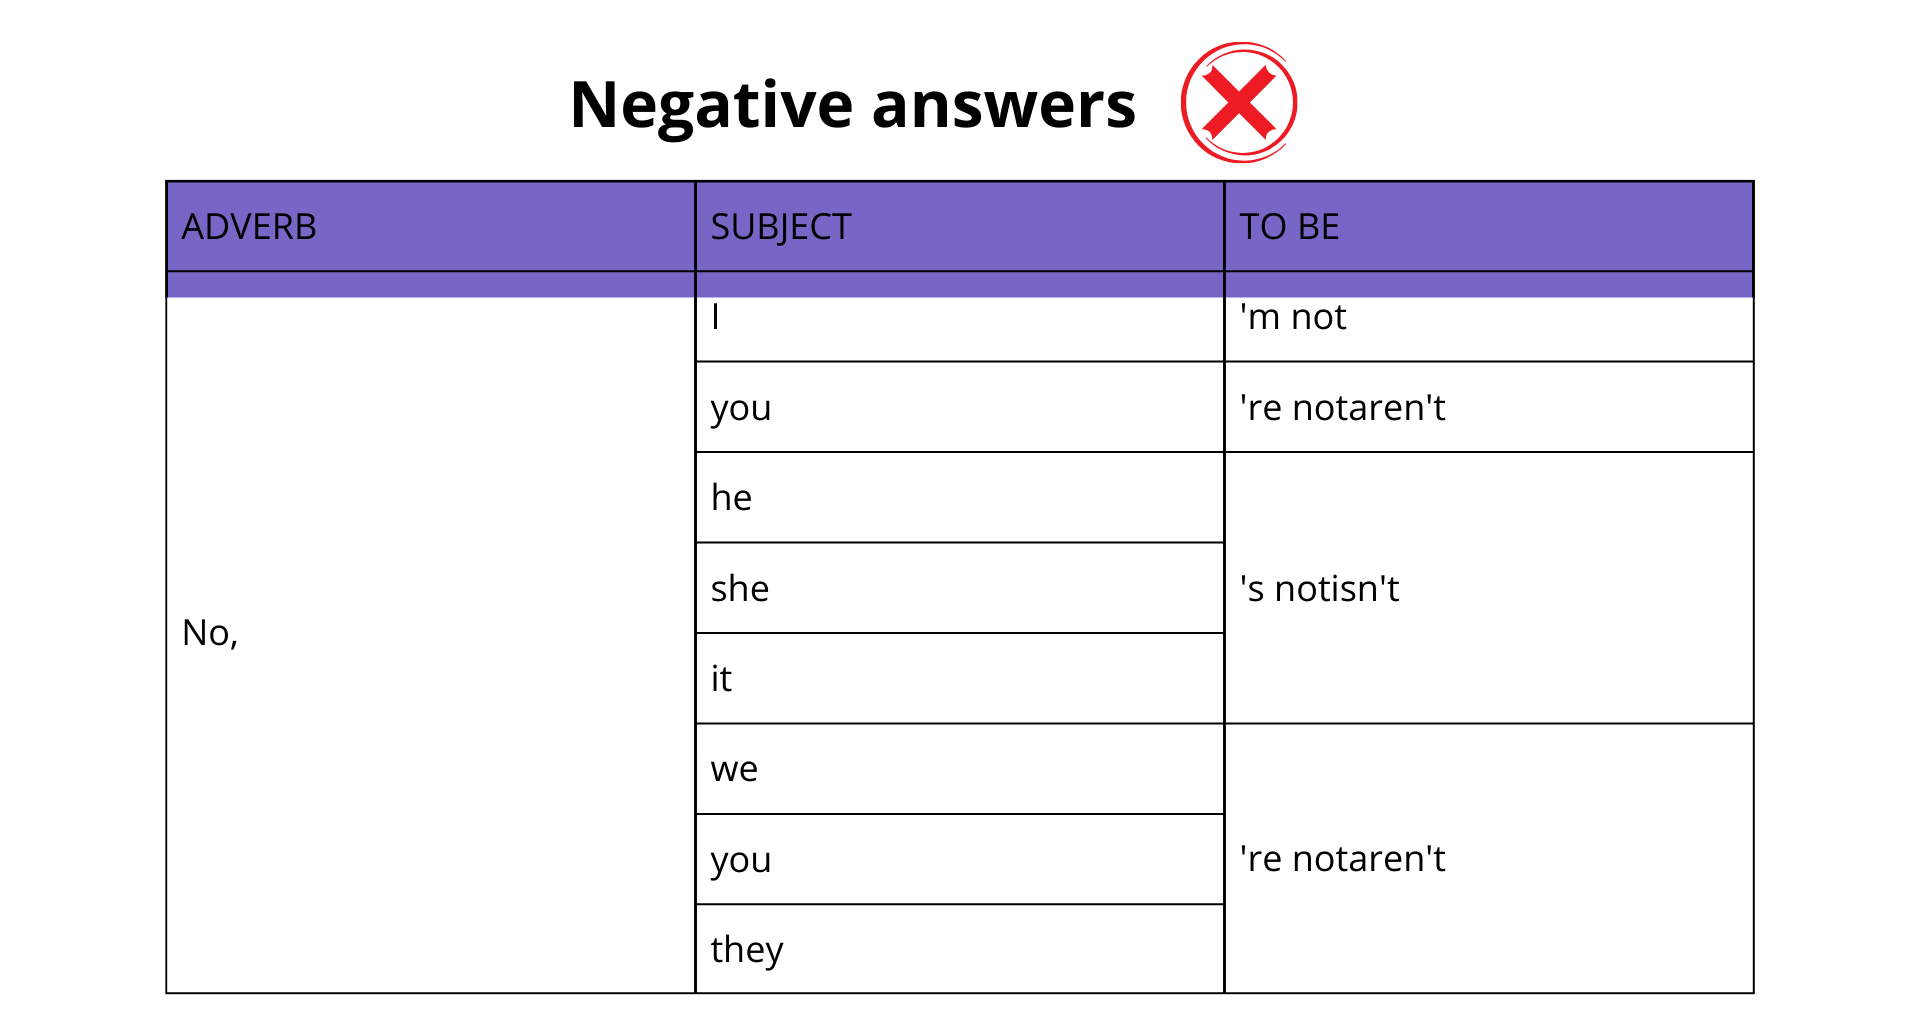 Negative answers
ADVERB SUBJECT TO BE
I 'm not
you 're notaren't
he
she 's notisn't
No,
it
we
you 're notaren't
they